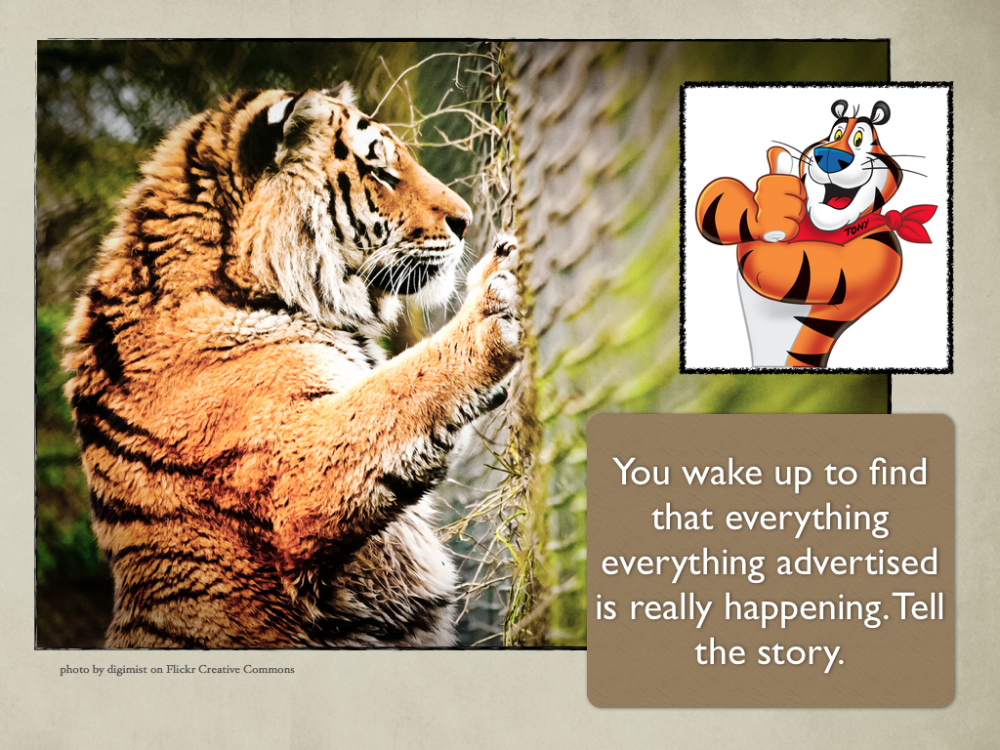 TONY
You wake up to find
that everything
everything advertised
is really happening. Tell
the story.
photo by digimist on Flickr Creative Commons